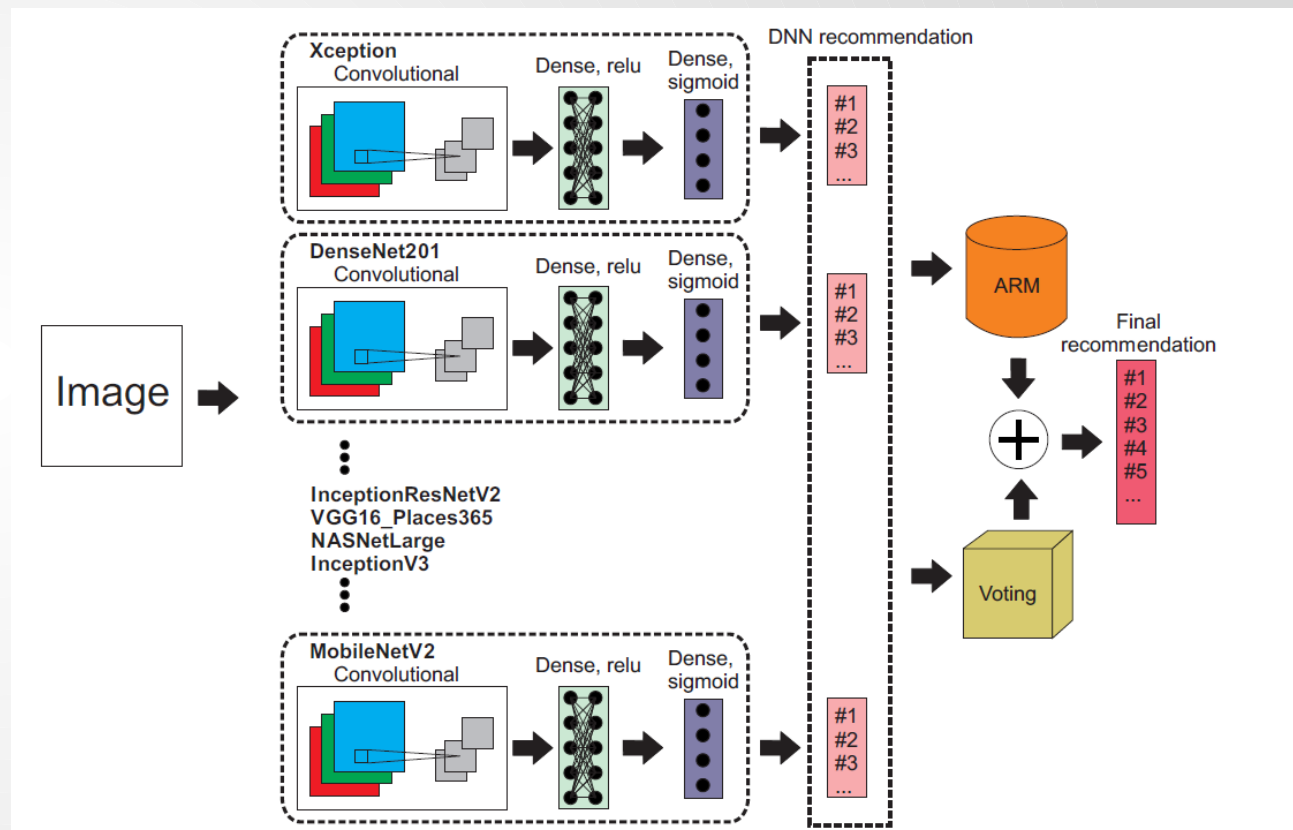 Image
Xception
Convolutional
Dense, relu
Dense,
sigmoid
DenseNet201
Convolutional
Dense, relu
Dense,
sigmoid
InceptionResNetV2
VGG16_Places365
NASNetLarge
InceptionV3
MobileNetV2
Convolutional
Dense, relu
Dense,
sigmoid
DNN recommendation
#1
#2
#3
...
#1
#2
#3
...
#1
#2
#3
...
ARM
Voting
Final
recommendation
#1
#2
#3
#4
#5
...